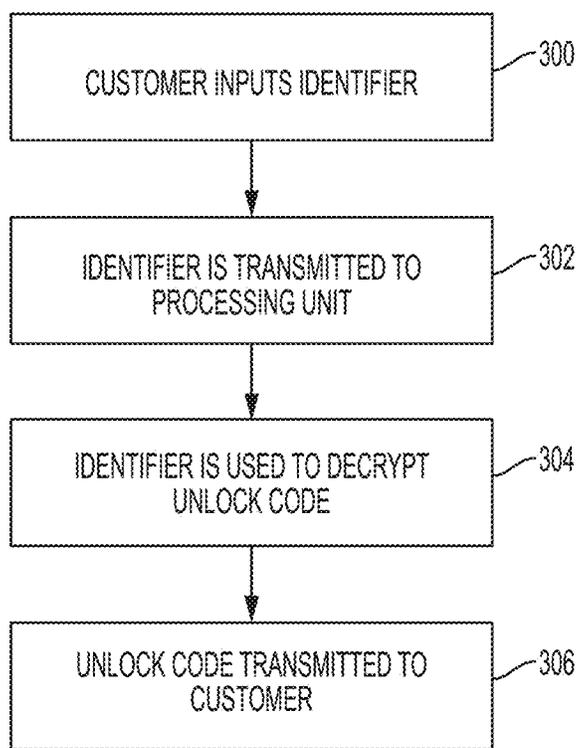 CUSTOMER INPUTS IDENTIFIER
300
IDENTIFIER IS TRANSMITTED TO
PROCESSING UNIT
302
IDENTIFIER IS USED TO DECRYPT
UNLOCK CODE
304
UNLOCK CODE TRANSMITTED TO
CUSTOMER
306